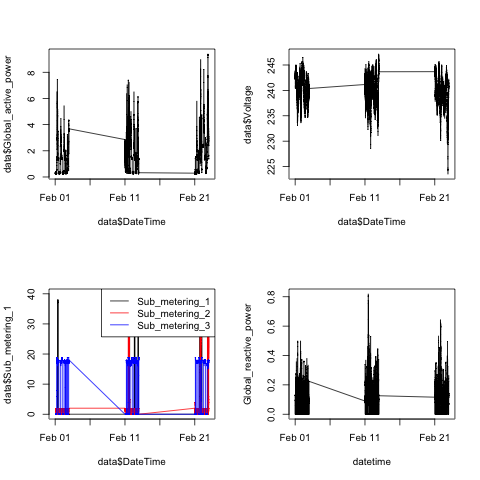 data$Global_active_power
0 2 4 6 8
Feb 01 Feb 11 Feb 21
data$DateTime
data$Voltage
225 230 235 240 245
Feb 01 Feb 11 Feb 21
data$DateTime
data$Sub_metering_1
0 10 20 30 40
Sub_metering_1
Sub_metering_2
Sub_metering_3
Feb 01 Feb 11 Feb 21
data$DateTime
Global_reactive_power
0.0 0.2 0.4 0.6 0.8
Feb 01 Feb 11 Feb 21
datetime